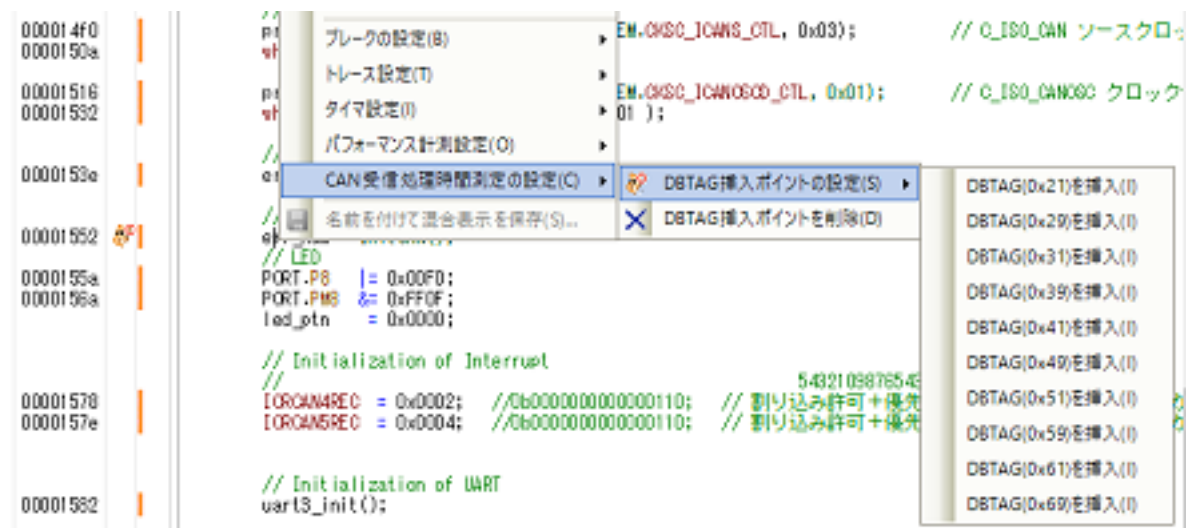 000014f0
EM.CKSC_ICANS_CTL, 0x03); // C_ISO_CAN ソースクロ
0000150a
ブレークの設定(B)
トレース設定(T)
00001516
EM.CKSC_ICANOSCD_CTL, 0x01); // C_ISO_CANOSC クロック
00001532
01 );
タイマ設定(I)
パフォーマンス計測設定(O)
0000153e
CAN受信処理時間測定の設定(C)
DBTAG挿入ポイントの設定(S)
名前を付けて混合表示を保存(S)...
DBTAG挿入ポイントを削除(D)
DBTAG(0x21)を挿入(I)
DBTAG(0x29)を挿入(I)
DBTAG(0x31)を挿入(I)
DBTAG(0x39)を挿入(I)
DBTAG(0x41)を挿入(I)
DBTAG(0x49)を挿入(I)
DBTAG(0x51)を挿入(I)
DBTAG(0x59)を挿入(I)
DBTAG(0x61)を挿入(I)
DBTAG(0x69)を挿入(I)
00001552
// LED
0000155a PORT.P8 |= 0x00F0;
0000156a PORT.PM8 &= 0xFF0F;
led_ptn = 0x0000;
// Initialization of Interrupt
// 5432109876543
00001578 ICRCAN4REC = 0x0002; //0b0000000000000110; // 割り込み許可+優先
0000157e ICRCAN5REC = 0x0004; //0b0000000000000110; // 割り込み許可+優先
// Initialization of UART
00001582 uart3_init();